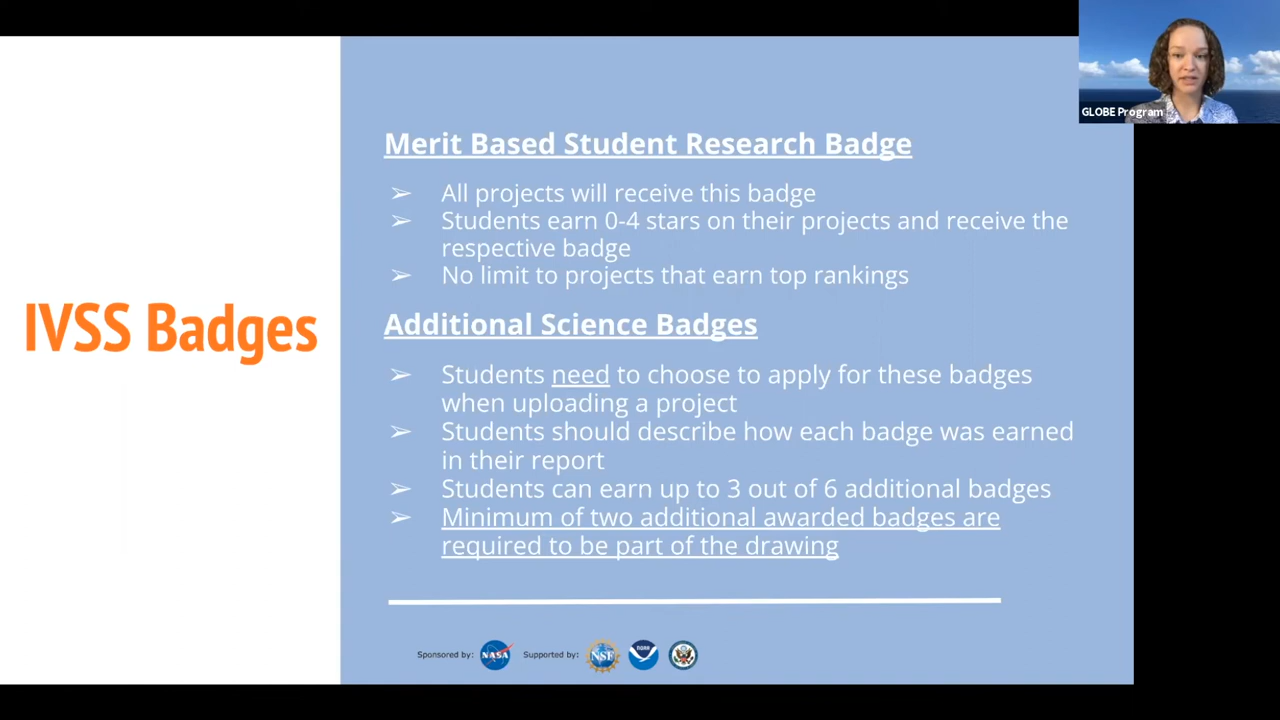 GLOBE Program
IVSS Badges
Merit Based Student Research Badge
➢ All projects will receive this badge
➢ Students earn 0-4 stars on their projects and receive the
respective badge
➢ No limit to projects that earn top rankings
Additional Science Badges
➢ Students need to choose to apply for these badges
when uploading a project
➢ Students should describe how each badge was earned
in their report
➢ Students can earn up to 3 out of 6 additional badges
➢ Minimum of two additional awarded badges are
required to be part of the drawing
Sponsored by: NASA Supported by: NSF NOAA